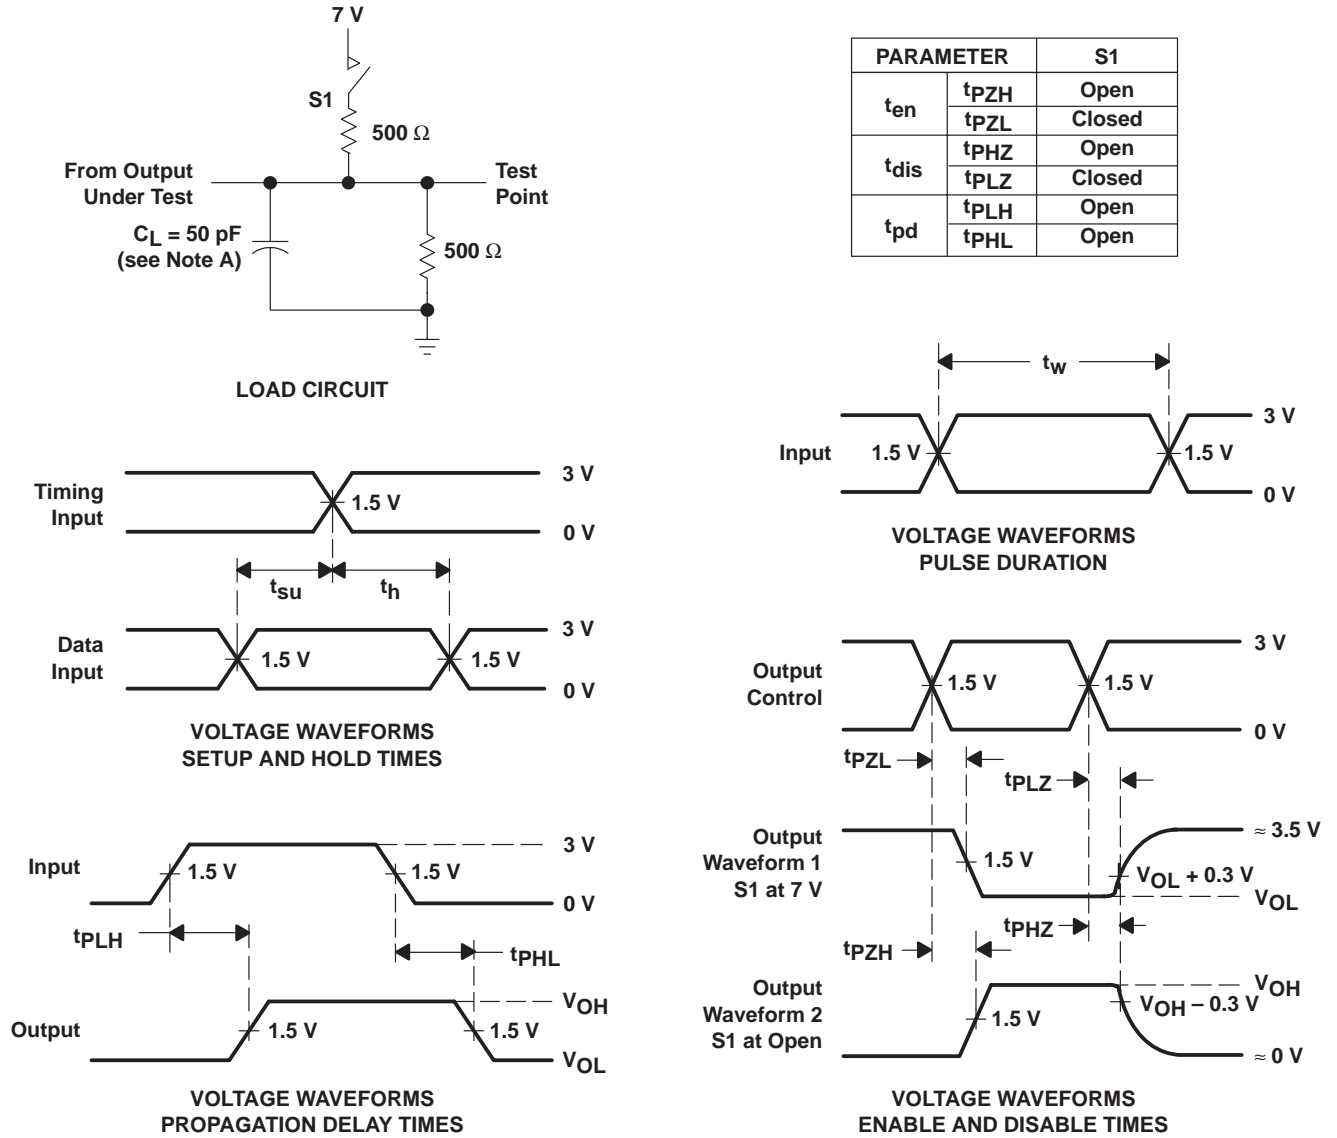 7 V
S1
500 Ω
From Output
Under Test
Test
Point
CL = 50 pF
(see Note A)
500 Ω
LOAD CIRCUIT
PARAMETER S1
ten tPZH Open
tPZL Closed
tdis tPHZ Open
tPLZ Closed
tpd tPLH Open
tPHL Open
tw
Input 1.5 V 1.5 V 3 V
0 V
VOLTAGE WAVEFORMS
PULSE DURATION
Timing
Input
1.5 V
3 V
0 V
tsu th
Data
Input
1.5 V 1.5 V
3 V
0 V
VOLTAGE WAVEFORMS
SETUP AND HOLD TIMES
Input
1.5 V 1.5 V
3 V
0 V
tPLH tPHL
Output
1.5 V 1.5 V
VOH
VOL
VOLTAGE WAVEFORMS
PROPAGATION DELAY TIMES
Output
Control
1.5 V 1.5 V
3 V
0 V
tPZL
tPLZ
Output
Waveform 1
S1 at 7 V
1.5 V
≈ 3.5 V
VOL + 0.3 V
VOL
tPHZ
tPZH
Output
Waveform 2
S1 at Open
1.5 V
VOH
VOH – 0.3 V
≈ 0 V
VOLTAGE WAVEFORMS
ENABLE AND DISABLE TIMES